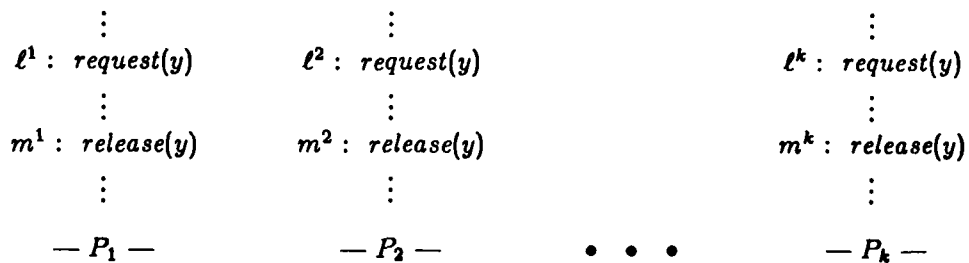 ⋮ ⋮ ⋮
ℓ¹ : request(y) ℓ² : request(y) ℓᵏ : request(y)
⋮ ⋮ ⋮
m¹ : release(y) m² : release(y) mᵏ : release(y)
⋮ ⋮ ⋮
— P₁ — — P₂ — • • • — Pₖ —